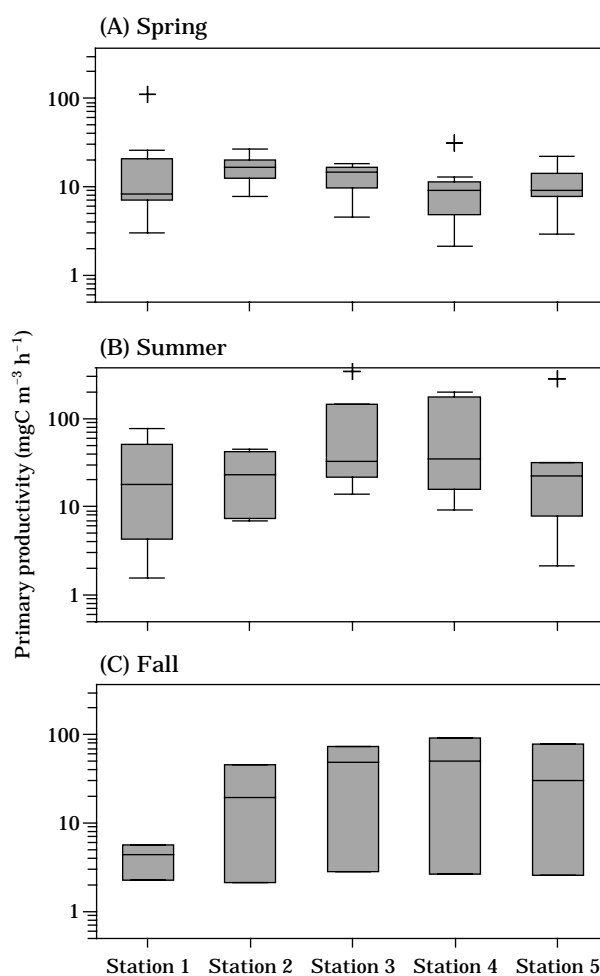 (A) Spring
100
10
1
(B) Summer
100
10
1
Primary productivity (mgC m⁻³ h⁻¹)
(C) Fall
100
10
1
Station 1 Station 2 Station 3 Station 4 Station 5